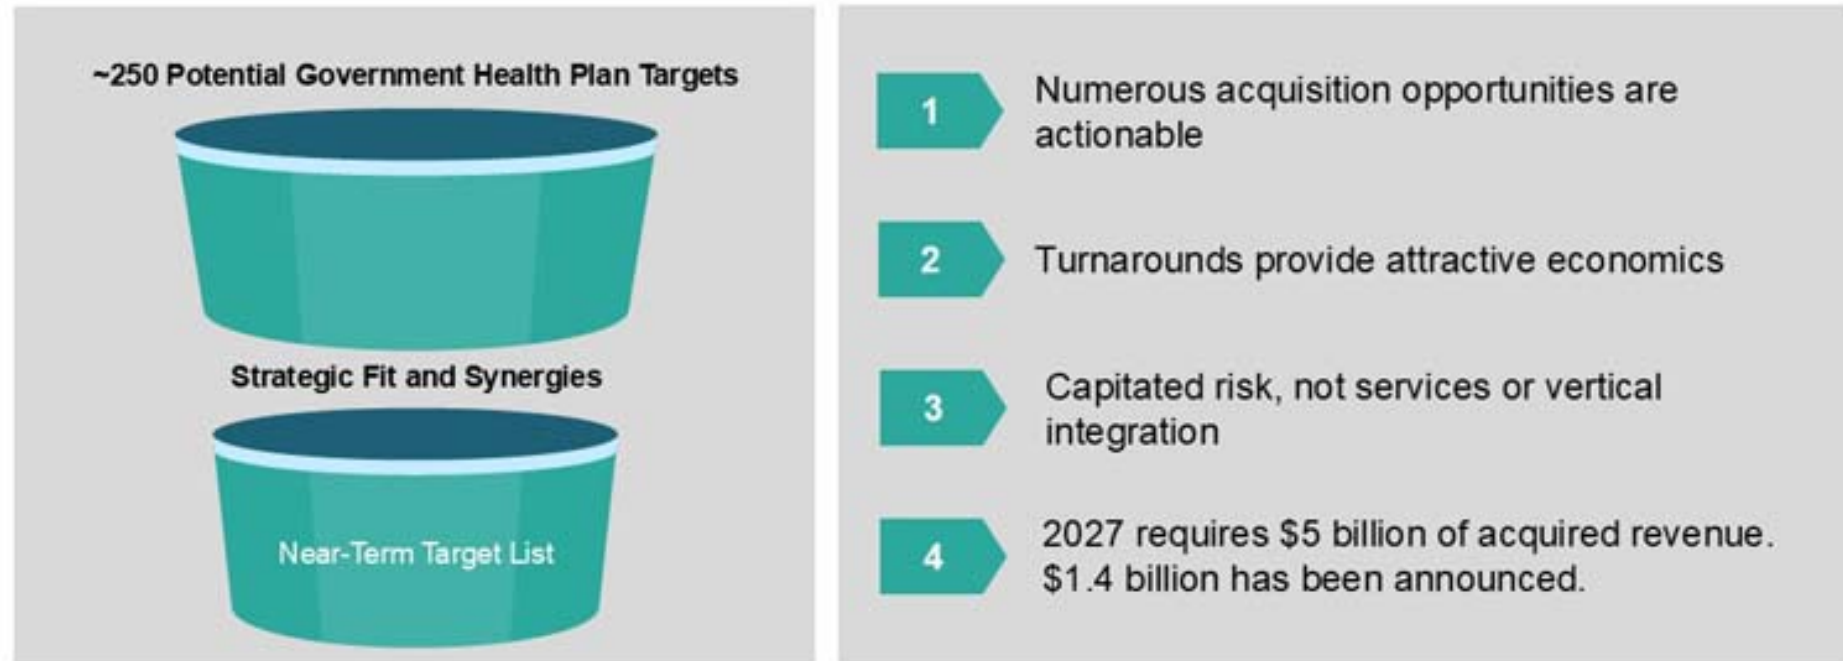 ~250 Potential Government Health Plan Targets
Strategic Fit and Synergies
Near-Term Target List
1
Numerous acquisition opportunities are
actionable
2
Turnarounds provide attractive economics
3
Capitated risk, not services or vertical
integration
4
2027 requires $5 billion of acquired revenue.
$1.4 billion has been announced.